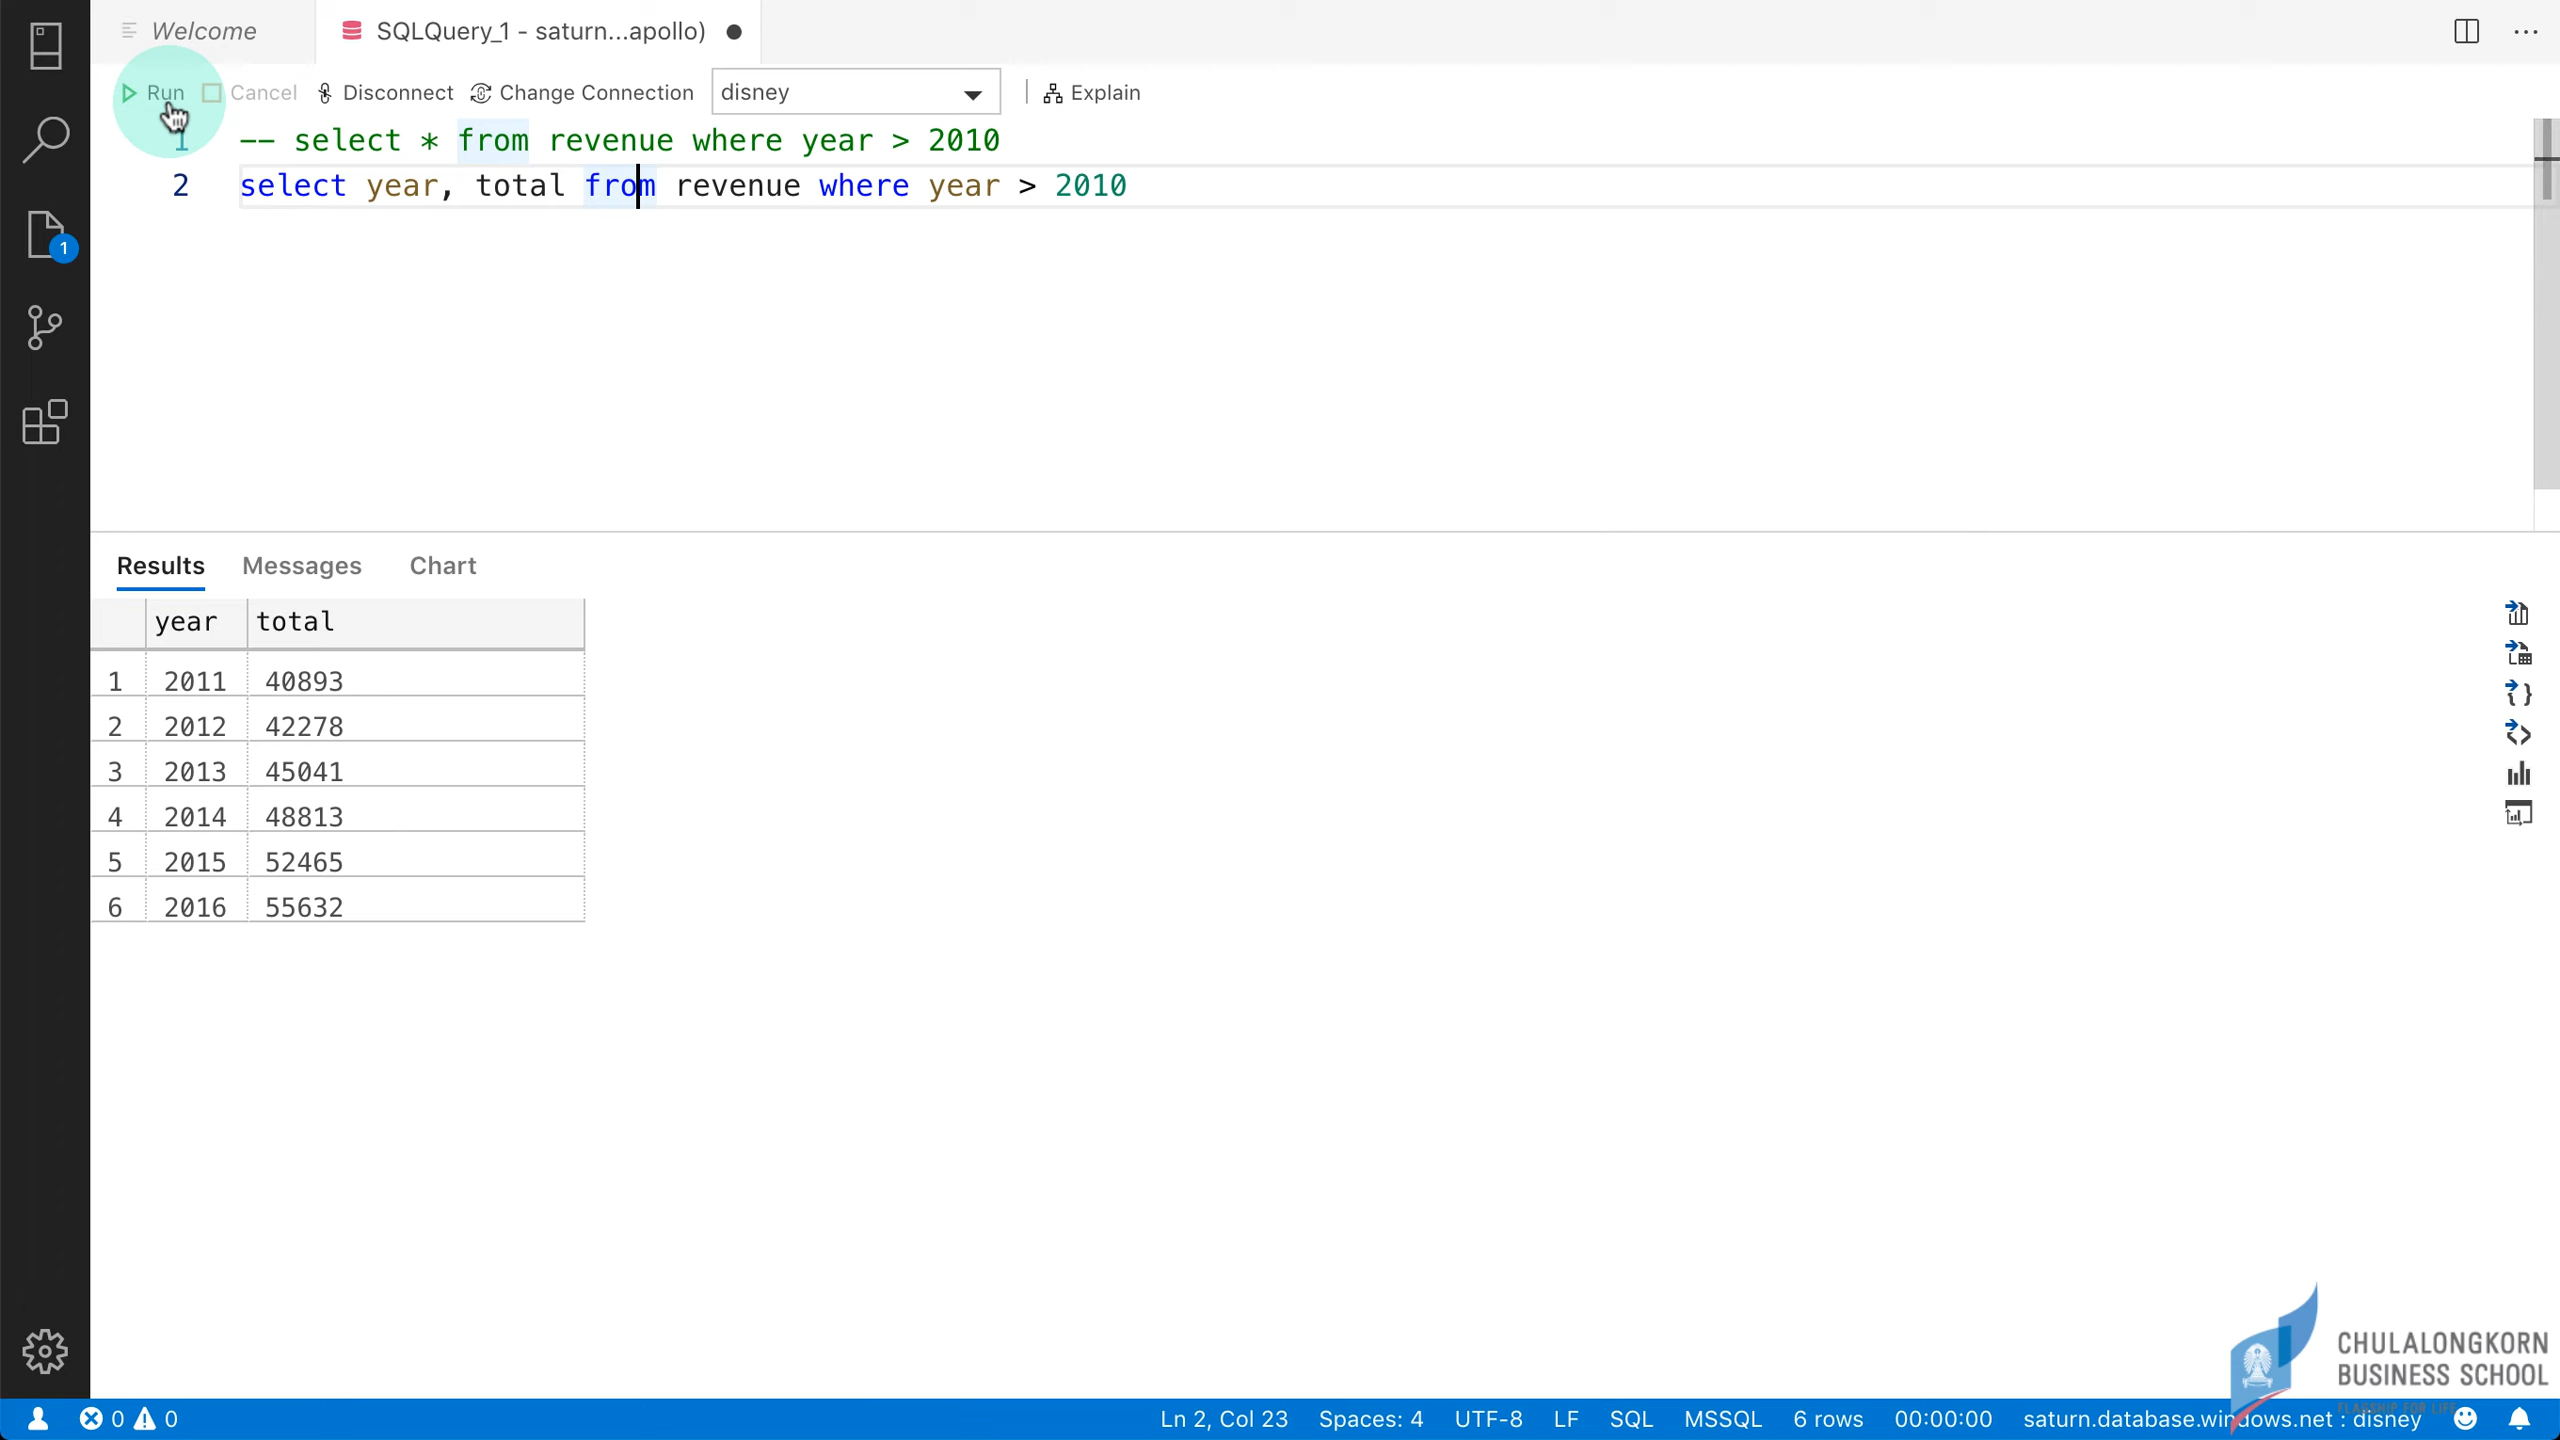 Welcome
SQLQuery_1 - saturn...apollo)
Run Cancel Disconnect Change Connection disney Explain
1 -- select * from revenue where year > 2010
2 select year, total from revenue where year > 2010
1
Results Messages Chart
year total
1 2011 40893
2 2012 42278
3 2013 45041
4 2014 48813
5 2015 52465
6 2016 55632
CHULALONGKORN
BUSINESS SCHOOL
FLAGSHIP FOR LIFE
0 0 Ln 2, Col 23 Spaces: 4 UTF-8 LF SQL MSSQL 6 rows 00:00:00 saturn.database.windows.net : disney